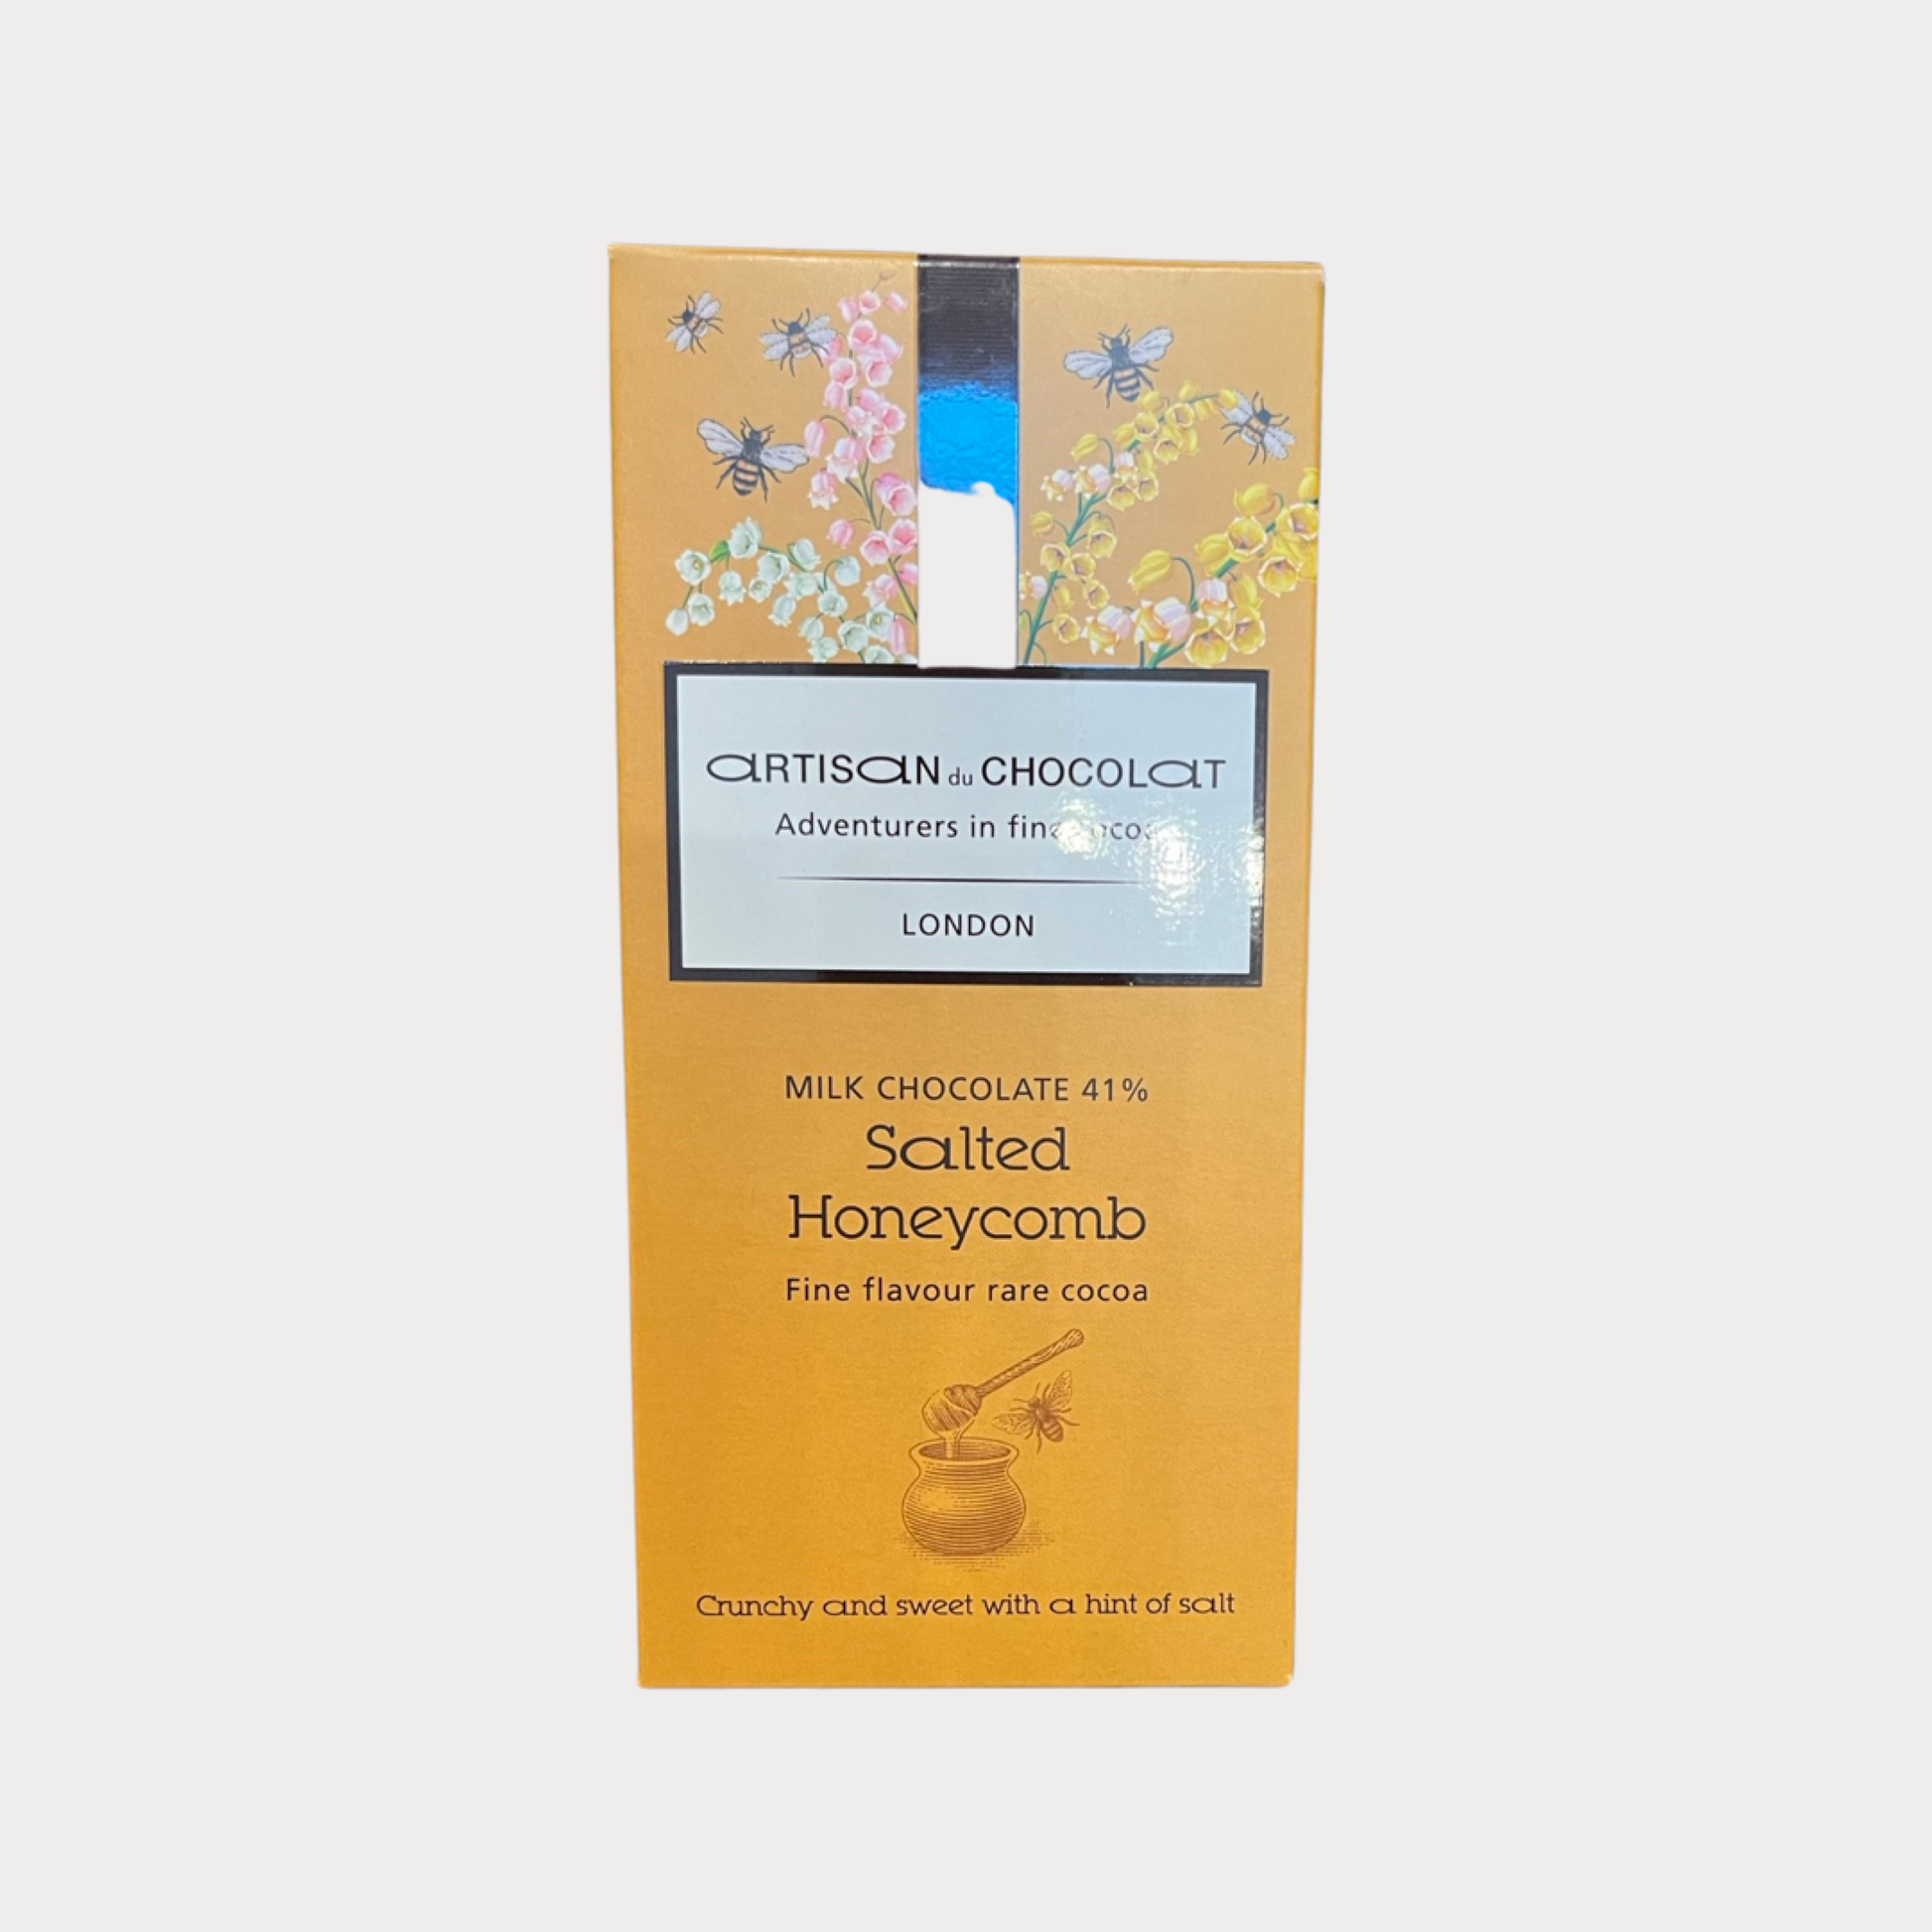 ARTISAN du CHOCOLAT
Adventurers in fine cocoa
LONDON
MILK CHOCOLATE 41%
Salted
Honeycomb
Fine flavour rare cocoa
Crunchy and sweet with a hint of salt